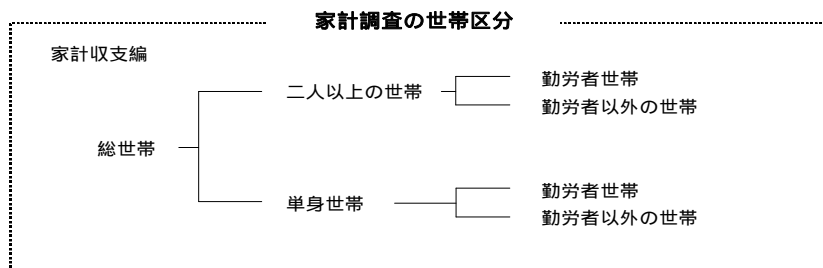 家計調査の世帯区分
家計収支編
総世帯
二人以上の世帯
勤労者世帯
勤労者以外の世帯
単身世帯
勤労者世帯
勤労者以外の世帯